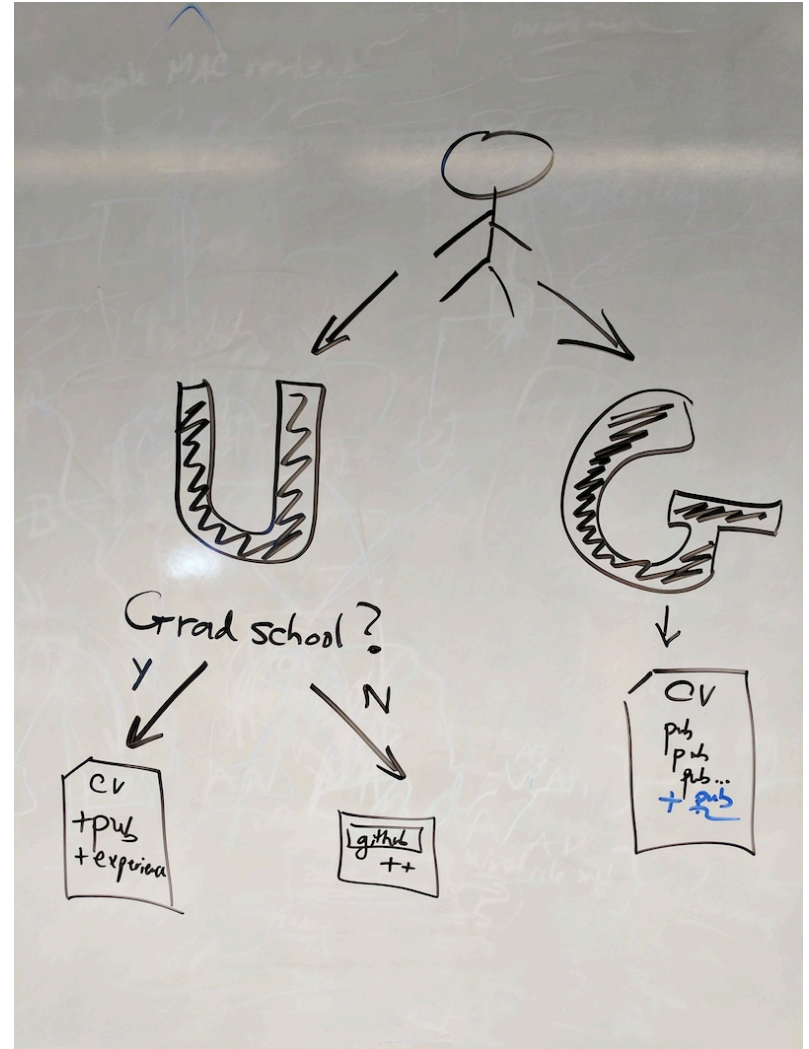 U
G
Grad school?
Y
N
CV
+pub
+experience
github
++
CV
pub
pub
pub...
+ pub